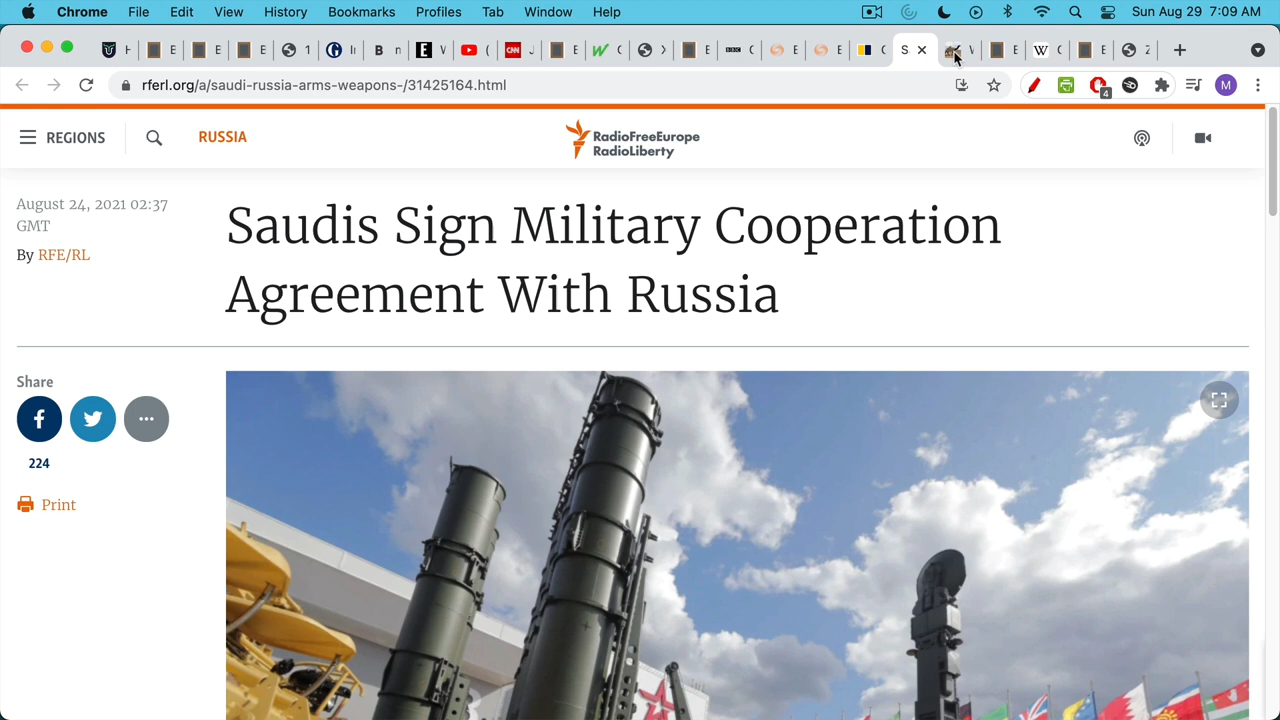 Chrome File Edit View History Bookmarks Profiles Tab Window Help Sun Aug 29 7:09 AM
rferl.org/a/saudi-russia-arms-weapons-/31425164.html
4
M
REGIONS
RUSSIA
RadioFreeEurope
RadioLiberty
August 24, 2021 02:37
GMT
By RFE/RL
Saudis Sign Military Cooperation
Agreement With Russia
Share
224
Print